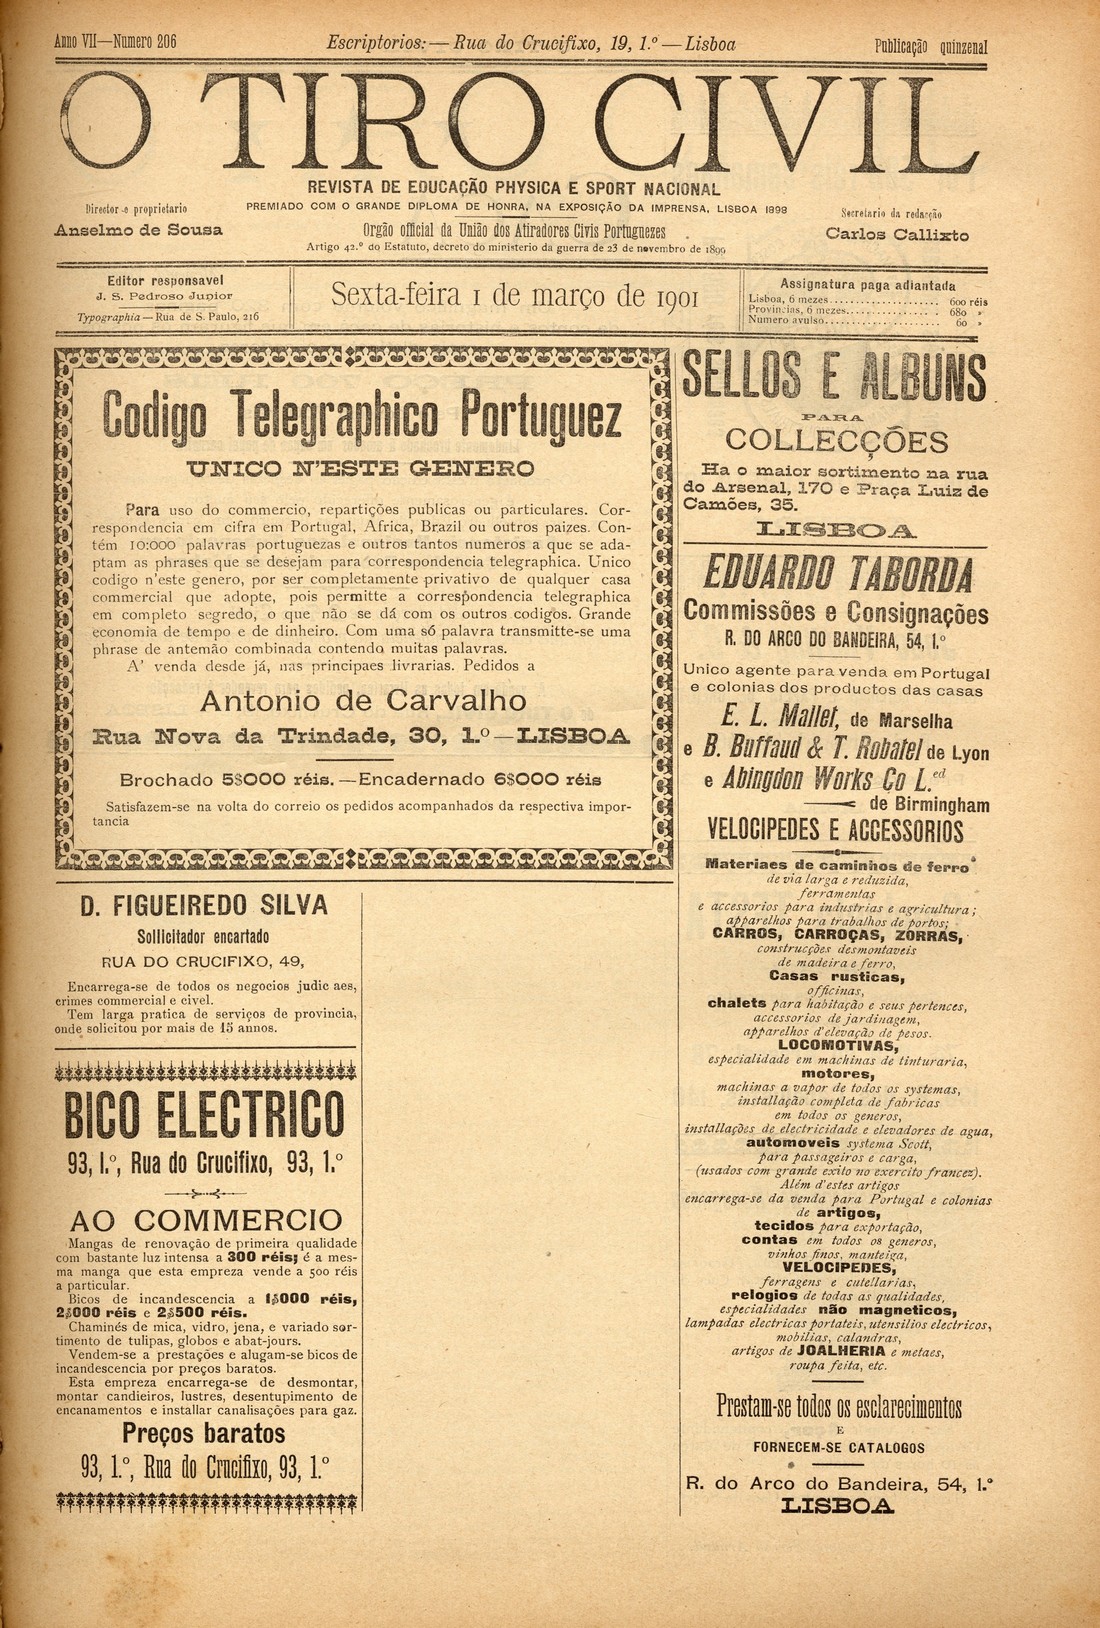 Anno VII—Numero 206
Escriptorios:—Rua do Crucifixo, 19, 1.º—Lisboa
Publicação quinzenal
O TIRO CIVIL
REVISTA DE EDUCAÇÃO PHYSICA E SPORT NACIONAL
PREMIADO COM O GRANDE DIPLOMA DE HONRA, NA EXPOSIÇÃO DA IMPRENSA, LISBOA 1898
Director e proprietario
Anselmo de Sousa
Orgão official da União dos Atiradores Civis Portuguezes
Artigo 42.º do Estatuto, decreto do ministerio da guerra de 23 de novembro de 1899
Secretario da redacção
Carlos Callixto
Editor responsavel
J. S. Pedroso Junior
Typographia—Rua de S. Paulo, 216
Sexta-feira 1 de março de 1901
Assignatura paga adiantada
Lisboa, 6 mezes...................... 600 réis
Provincias, 6 mezes.................. 680 »
Numero avulso........................ 60 »
Codigo Telegraphico Portuguez
UNICO N'ESTE GENERO
Para uso do commercio, repartições publicas ou particulares. Cor-
respondencia em cifra em Portugal, Africa, Brazil ou outros paizes. Con-
tém 10:000 palavras portuguezas e outros tantos numeros a que se ada-
ptam as phrases que se desejam para correspondencia telegraphica. Unico
codigo n'este genero, por ser completamente privativo de qualquer casa
commercial que adopte, pois permitte a correspondencia telegraphica
em completo segredo, o que não se dá com os outros codigos. Grande
economia de tempo e de dinheiro. Com uma só palavra transmitte-se uma
phrase de antemão combinada contendo muitas palavras.
A' venda desde já, nas principaes livrarias. Pedidos a
Antonio de Carvalho
Rua Nova da Trindade, 30, 1.º—LISBOA
Brochado 5$000 réis.—Encadernado 6$000 réis
Satisfazem-se na volta do correio os pedidos acompanhados da respectiva impor-
tancia
D. FIGUEIREDO SILVA
Sollicitador encartado
RUA DO CRUCIFIXO, 49,
Encarrega-se de todos os negocios judic aes,
crimes commercial e civel.
Tem larga pratica de serviços de provincia,
onde solicitou por mais de 15 annos.
BICO ELECTRICO
93, 1.º, Rua do Crucifixo, 93, 1.º
AO COMMERCIO
Mangas de renovação de primeira qualidade
com bastante luz intensa a 300 réis; é a mes-
ma manga que esta empreza vende a 500 réis
a particular.
Bicos de incandescencia a 1$000 réis,
2$000 réis e 2$500 réis.
Chaminés de mica, vidro, jena, e variado sor-
timento de tulipas, globos e abat-jours.
Vendem-se a prestações e alugam-se bicos de
incandescencia por preços baratos.
Esta empreza encarrega-se de desmontar,
montar candieiros, lustres, desentupimento de
encanamentos e installar canalisações para gaz.
Preços baratos
93, 1.º, Rua do Crucifixo, 93, 1.º
SELLOS E ALBUNS
PARA
COLLECÇÕES
Ha o maior sortimento na rua
do Arsenal, 170 e Praça Luiz de
Camões, 35.
LISBOA
EDUARDO TABORDA
Commissões e Consignações
R. DO ARCO DO BANDEIRA, 54, 1.º
Unico agente para venda em Portugal
e colonias dos productos das casas
E. L. Mallet, de Marselha
e B. Buffaud & T. Robatel de Lyon
e Abingdon Works Co L.ed
de Birmingham
VELOCIPEDES E ACCESSORIOS
Materiaes de caminhos de ferro
de via larga e reduzida,
ferramentas
e accessorios para industrias e agricultura;
apparelhos para trabalhos de portos;
CARROS, CARROÇAS, ZORRAS,
construcções desmontaveis
de madeira e ferro,
Casas rusticas,
officinas,
chalets para habitação e seus pertences,
accessorios de jardinagem,
apparelhos d'elevação de pesos.
LOCOMOTIVAS,
especialidade em machinas de tinturaria,
motores,
machinas a vapor de todos os systemas,
installação completa de fabricas
em todos os generos,
installações de electricidade e elevadores de agua,
automoveis systema Scott,
para passageiros e carga,
(usados com grande exito no exercito francez).
Além d'estes artigos
encarrega-se da venda para Portugal e colonias
de artigos,
tecidos para exportação,
contas em todos os generos,
vinhos finos, manteiga,
VELOCIPEDES,
ferragens e cutellarias,
relogios de todas as qualidades,
especialidades não magneticos,
lampadas electricas portateis, utensilios electricos,
mobilias, calandras,
artigos de JOALHERIA e metaes,
roupa feita, etc.
Prestam-se todos os esclarecimentos
E
FORNECEM-SE CATALOGOS
R. do Arco do Bandeira, 54, 1.º
LISBOA